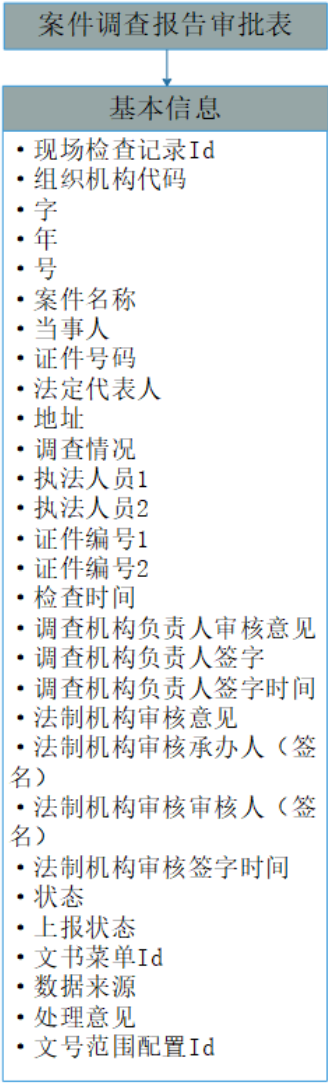 案件调查报告审批表
基本信息
• 现场检查记录Id
• 组织机构代码
• 字
• 年
• 号
• 案件名称
• 当事人
• 证件号码
• 法定代表人
• 地址
• 调查情况
• 执法人员1
• 执法人员2
• 证件编号1
• 证件编号2
• 检查时间
• 调查机构负责人审核意见
• 调查机构负责人签字
• 调查机构负责人签字时间
• 法制机构审核意见
• 法制机构审核承办人（签
名）
• 法制机构审核审核人（签
名）
• 法制机构审核签字时间
• 状态
• 上报状态
• 文书菜单Id
• 数据来源
• 处理意见
• 文号范围配置Id